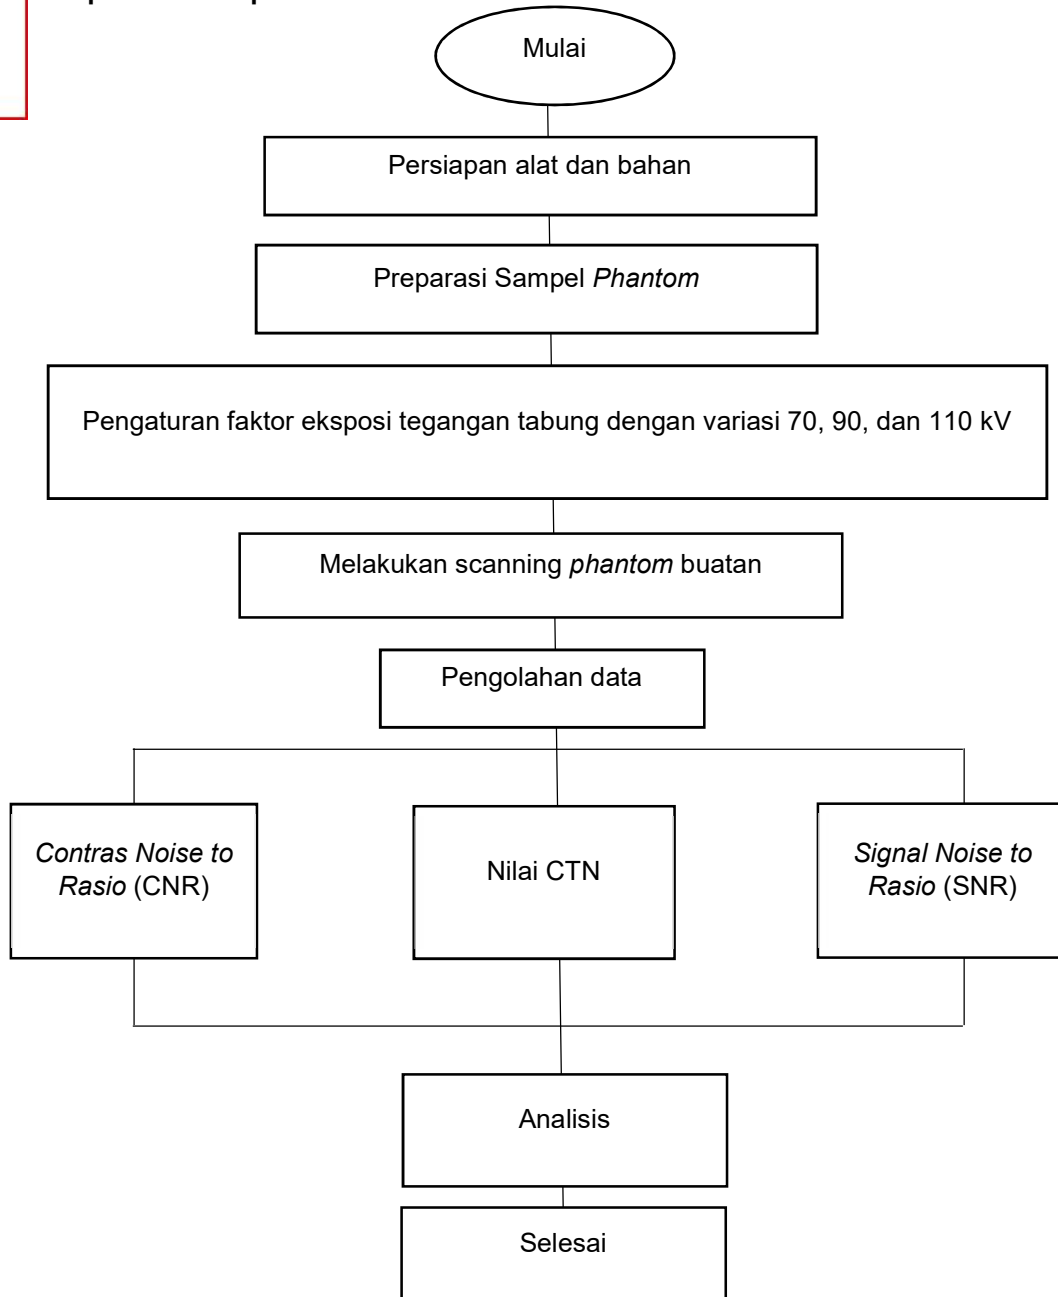 Mulai
Persiapan alat dan bahan
Preparasi Sampel Phantom
Pengaturan faktor eksposi tegangan tabung dengan variasi 70, 90, dan 110 kV
Melakukan scanning phantom buatan
Pengolahan data
Contras Noise to
Rasio (CNR)
Nilai CTN
Signal Noise to
Rasio (SNR)
Analisis
Selesai